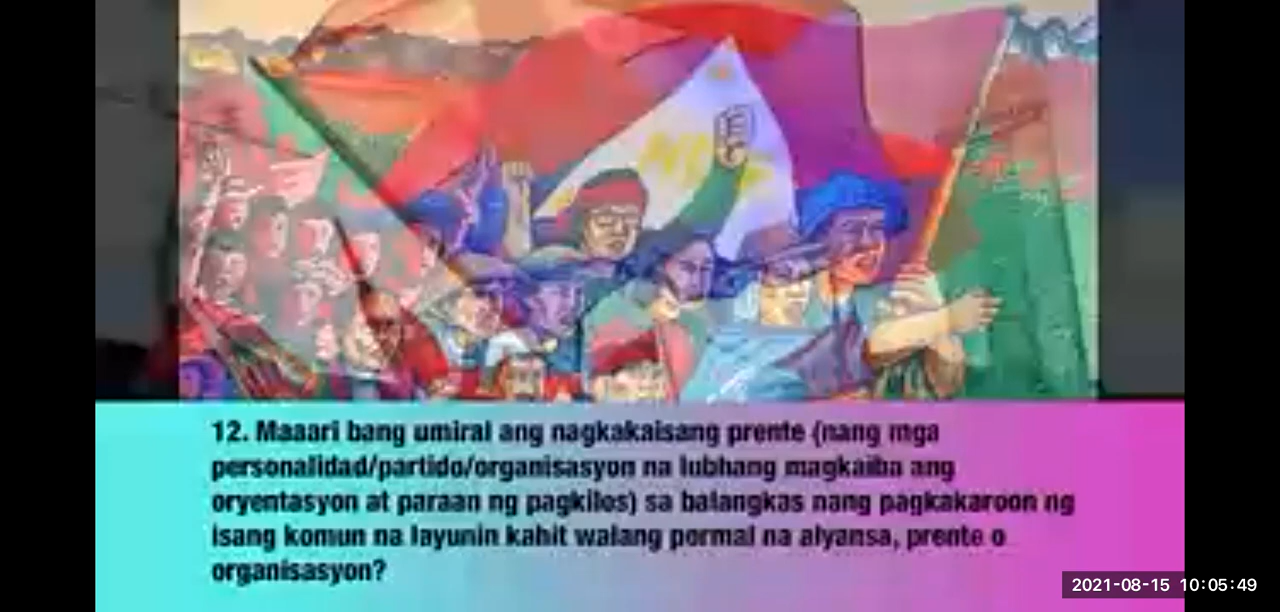 12. Maaari bang umiral ang nagkakaisang prente (nang mga
personalidad/partido/organisasyon na lubhang magkaiba ang
oryentasyon at paraan ng pagkilos) sa balangkas nang pagkakaroon ng
isang komun na layunin kahit walang pormal na alyansa, prente o
organisasyon?
2021-08-15 10:05:49